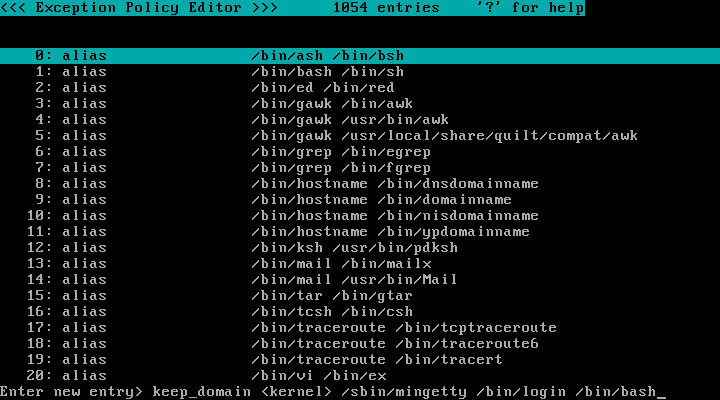 <<< Exception Policy Editor >>>      1054 entries    '?' for help
0: alias                /bin/ash /bin/bsh
1: alias                /bin/bash /bin/sh
2: alias                /bin/ed /bin/red
3: alias                /bin/gawk /bin/awk
4: alias                /bin/gawk /usr/bin/awk
5: alias                /bin/gawk /usr/local/share/quilt/compat/awk
6: alias                /bin/grep /bin/egrep
7: alias                /bin/grep /bin/fgrep
8: alias                /bin/hostname /bin/dnsdomainname
9: alias                /bin/hostname /bin/domainname
10: alias                /bin/hostname /bin/nisdomainname
11: alias                /bin/hostname /bin/ypdomainname
12: alias                /bin/ksh /usr/bin/pdksh
13: alias                /bin/mail /bin/mailx
14: alias                /bin/mail /usr/bin/Mail
15: alias                /bin/tar /bin/gtar
16: alias                /bin/tcsh /bin/csh
17: alias                /bin/traceroute /bin/tcptraceroute
18: alias                /bin/traceroute /bin/traceroute6
19: alias                /bin/traceroute /bin/tracert
20: alias                /bin/vi /bin/ex
Enter new entry> keep_domain <kernel> /sbin/mingetty /bin/login /bin/bash_